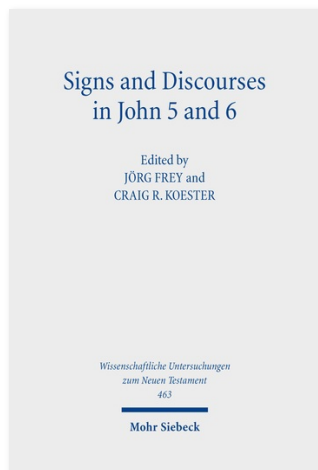 Signs and Discourses
in John 5 and 6
Edited by
JÖRG FREY and
CRAIG R. KOESTER
Wissenschaftliche Untersuchungen
zum Neuen Testament
463
Mohr Siebeck